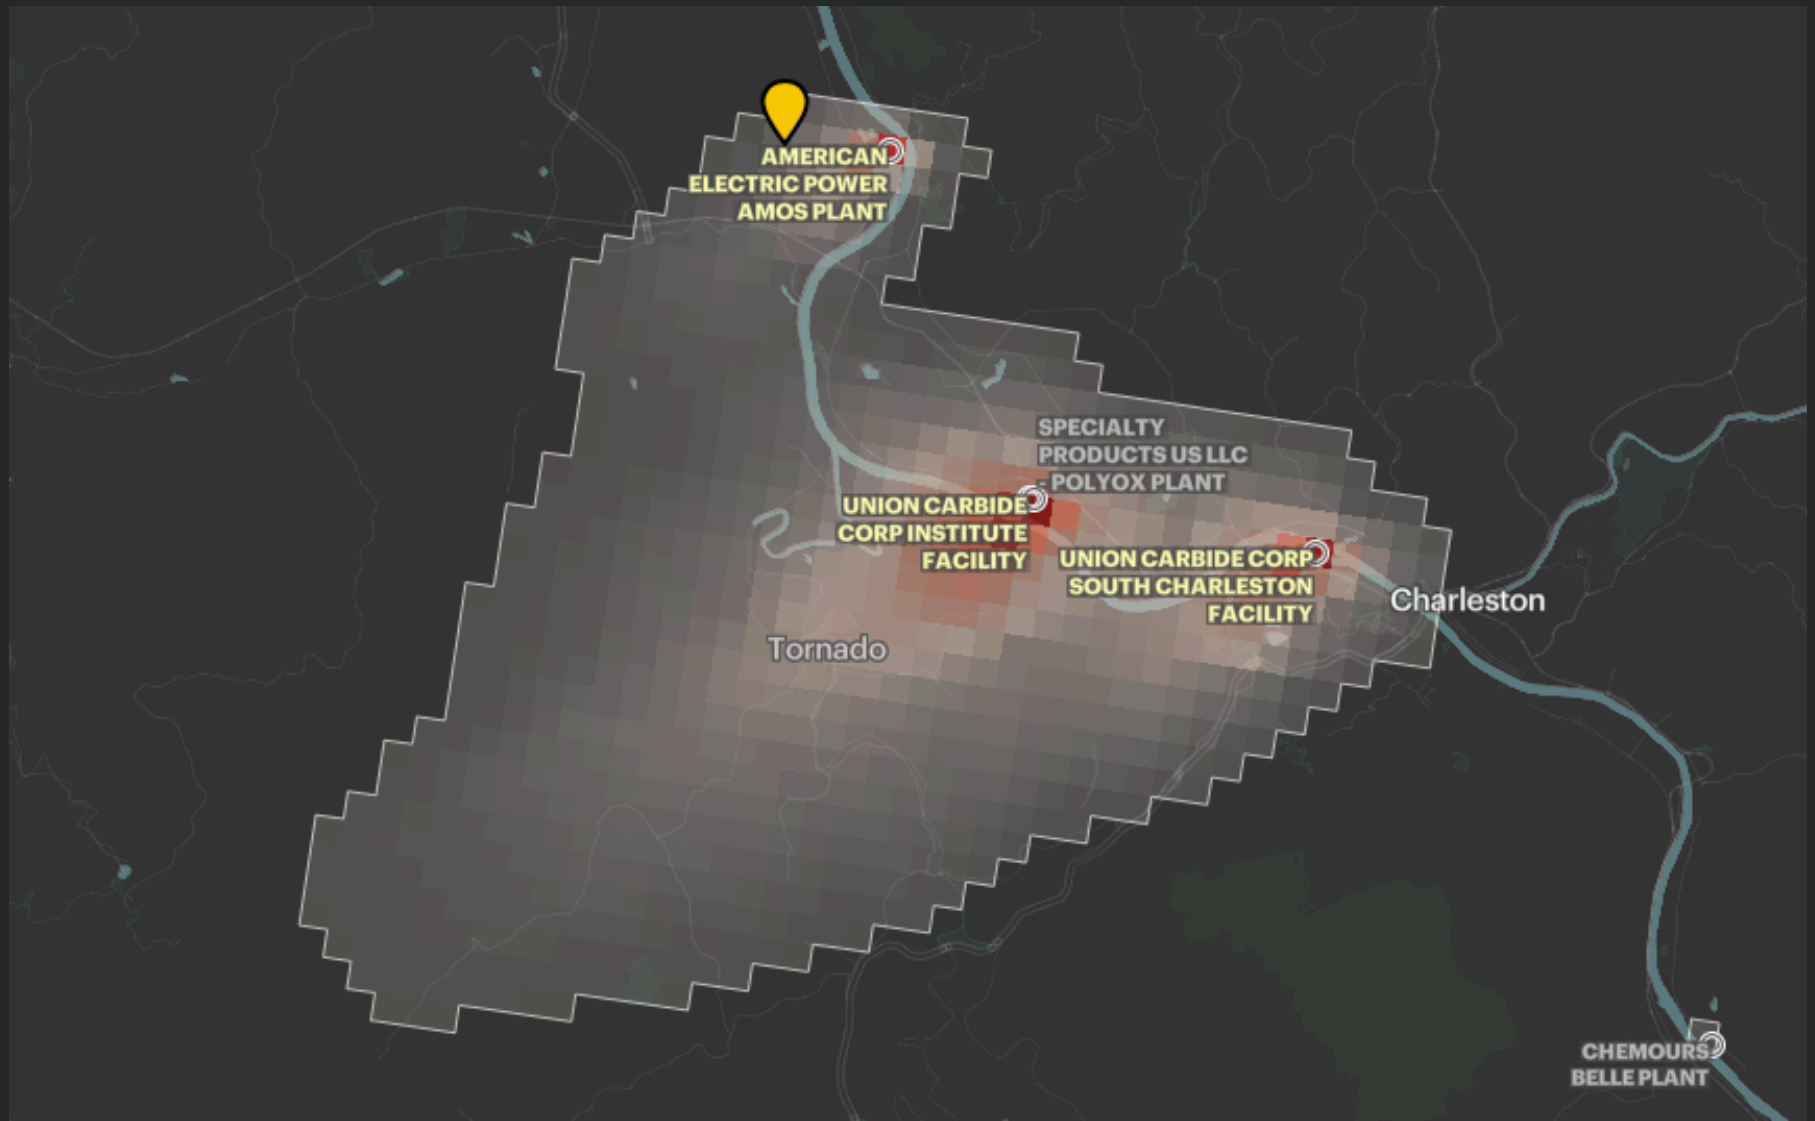 AMERICAN
ELECTRIC POWER
AMOS PLANT
SPECIALTY
PRODUCTS US LLC
- POLYOX PLANT
UNION CARBIDE
CORP INSTITUTE
FACILITY
UNION CARBIDE CORP
SOUTH CHARLESTON
FACILITY
Charleston
Tornado
CHEMOURS
BELLE PLANT